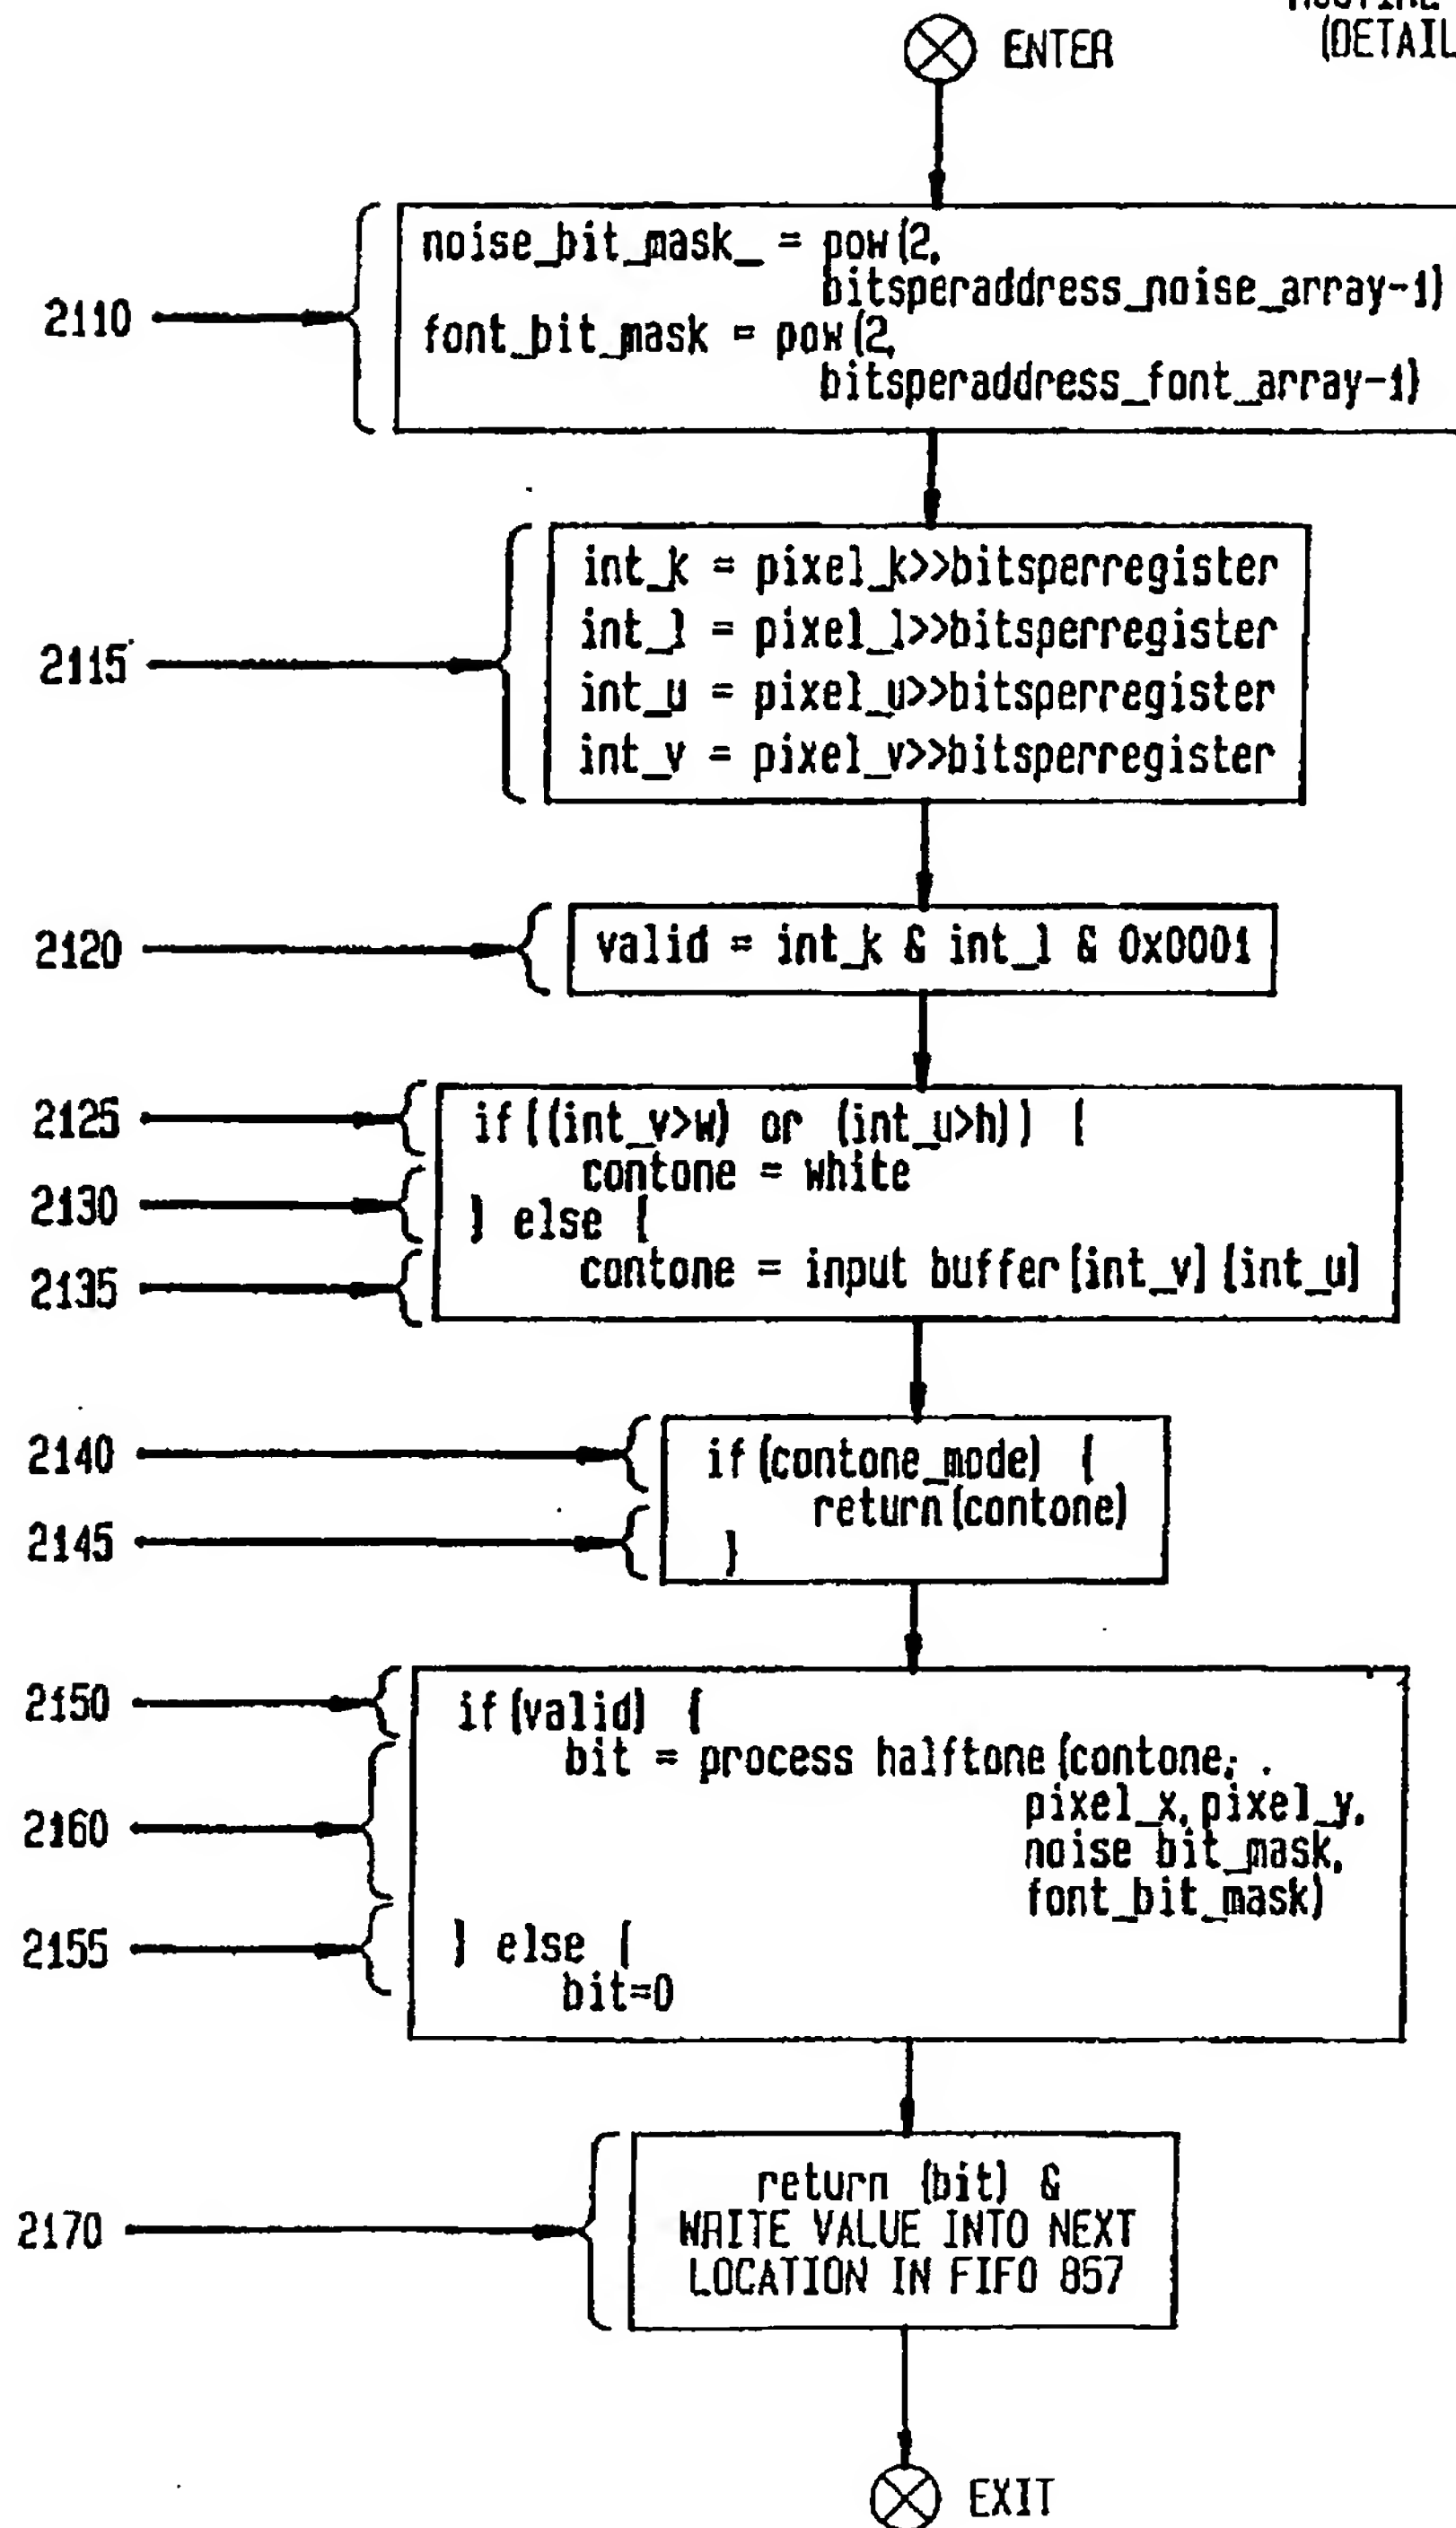 (DETAIL
ENTER
2110
noise_bit_mask_ = pow(2,
bitsperaddress_noise_array-1)
font_bit_mask = pow(2,
bitsperaddress_font_array-1)
2115
int_k = pixel_k>>bitsperregister
int_l = pixel_l>>bitsperregister
int_u = pixel_u>>bitsperregister
int_v = pixel_v>>bitsperregister
2120
valid = int_k & int_l & 0x0001
2125
if((int_v>w) or (int_u>h)) {
contone = white
2130
} else {
2135
contone = input buffer[int_v][int_u]
2140
if(contone_mode) {
return(contone)
2145
}
2150
if(valid) {
bit = process halftone(contone,
pixel_x,pixel_y,
2160
noise bit_mask,
font_bit_mask)
2155
} else {
bit=0
return (bit) &
2170
WRITE VALUE INTO NEXT
LOCATION IN FIFO 857
EXIT